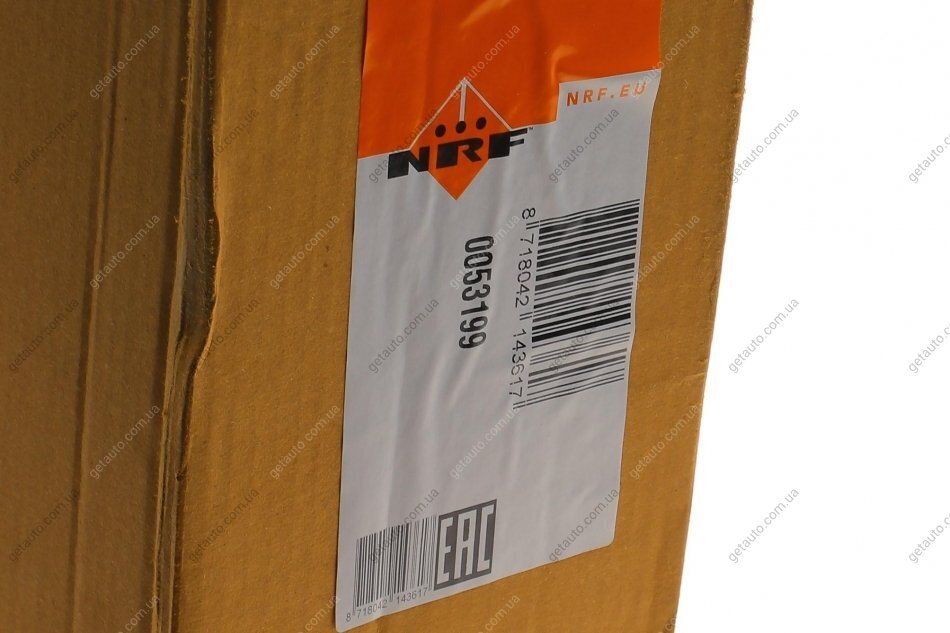 NRF
NRF.EU
8 718042 143617
0053199
EAC
8 718042 143617
getauto.com.ua